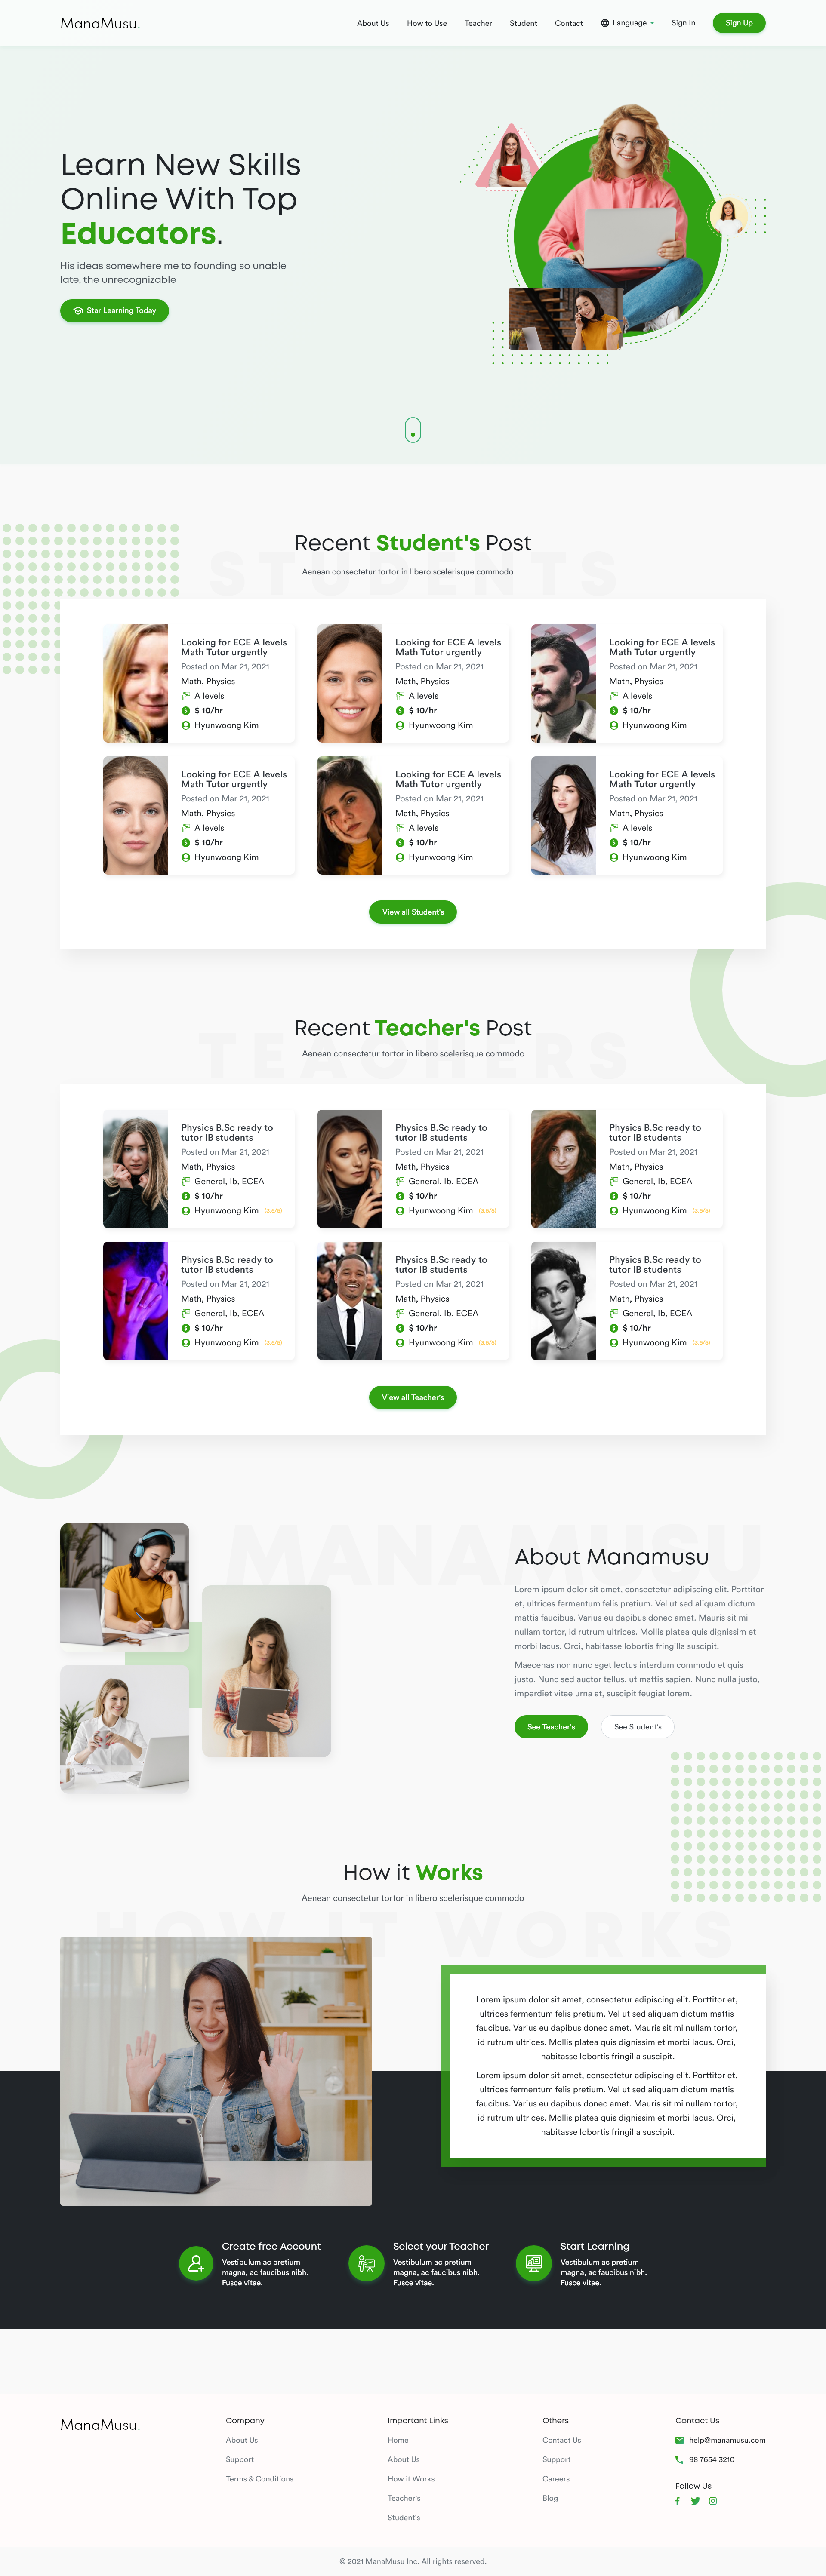 ManaMusu.
About Us
How to Use
Teacher
Student
Contact
Language
Sign In
Sign Up
Learn New Skills
Online With Top
Educators.
His ideas somewhere me to founding so unable
late, the unrecognizable
Star Learning Today
STUDENTS
Recent Student's Post
Aenean consectetur tortor in libero scelerisque commodo
Looking for ECE A levels
Math Tutor urgently
Posted on Mar 21, 2021
Math, Physics
A levels
$ 10/hr
Hyunwoong Kim
Looking for ECE A levels
Math Tutor urgently
Posted on Mar 21, 2021
Math, Physics
A levels
$ 10/hr
Hyunwoong Kim
Looking for ECE A levels
Math Tutor urgently
Posted on Mar 21, 2021
Math, Physics
A levels
$ 10/hr
Hyunwoong Kim
Looking for ECE A levels
Math Tutor urgently
Posted on Mar 21, 2021
Math, Physics
A levels
$ 10/hr
Hyunwoong Kim
Looking for ECE A levels
Math Tutor urgently
Posted on Mar 21, 2021
Math, Physics
A levels
$ 10/hr
Hyunwoong Kim
Looking for ECE A levels
Math Tutor urgently
Posted on Mar 21, 2021
Math, Physics
A levels
$ 10/hr
Hyunwoong Kim
View all Student's
TEACHERS
Recent Teacher's Post
Aenean consectetur tortor in libero scelerisque commodo
Physics B.Sc ready to
tutor IB students
Posted on Mar 21, 2021
Math, Physics
General, Ib, ECEA
$ 10/hr
Hyunwoong Kim (3.5/5)
Physics B.Sc ready to
tutor IB students
Posted on Mar 21, 2021
Math, Physics
General, Ib, ECEA
$ 10/hr
Hyunwoong Kim (3.5/5)
Physics B.Sc ready to
tutor IB students
Posted on Mar 21, 2021
Math, Physics
General, Ib, ECEA
$ 10/hr
Hyunwoong Kim (3.5/5)
Physics B.Sc ready to
tutor IB students
Posted on Mar 21, 2021
Math, Physics
General, Ib, ECEA
$ 10/hr
Hyunwoong Kim (3.5/5)
Physics B.Sc ready to
tutor IB students
Posted on Mar 21, 2021
Math, Physics
General, Ib, ECEA
$ 10/hr
Hyunwoong Kim (3.5/5)
Physics B.Sc ready to
tutor IB students
Posted on Mar 21, 2021
Math, Physics
General, Ib, ECEA
$ 10/hr
Hyunwoong Kim (3.5/5)
View all Teacher's
MANAMUSU
About Manamusu
Lorem ipsum dolor sit amet, consectetur adipiscing elit. Porttitor
et, ultrices fermentum felis pretium. Vel ut sed aliquam dictum
mattis faucibus. Varius eu dapibus donec amet. Mauris sit mi
nullam tortor, id rutrum ultrices. Mollis platea quis dignissim et
morbi lacus. Orci, habitasse lobortis fringilla suscipit.
Maecenas non nunc eget lectus interdum commodo et quis
justo. Nunc sed auctor tellus, ut mattis sapien. Nunc nulla justo,
imperdiet vitae urna at, suscipit feugiat lorem.
See Teacher's
See Student's
How it Works
Aenean consectetur tortor in libero scelerisque commodo
HOW IT WORKS
Lorem ipsum dolor sit amet, consectetur adipiscing elit. Porttitor et,
ultrices fermentum felis pretium. Vel ut sed aliquam dictum mattis
faucibus. Varius eu dapibus donec amet. Mauris sit mi nullam tortor,
id rutrum ultrices. Mollis platea quis dignissim et morbi lacus. Orci,
habitasse lobortis fringilla suscipit.
Lorem ipsum dolor sit amet, consectetur adipiscing elit. Porttitor et,
ultrices fermentum felis pretium. Vel ut sed aliquam dictum mattis
faucibus. Varius eu dapibus donec amet. Mauris sit mi nullam tortor,
id rutrum ultrices. Mollis platea quis dignissim et morbi lacus. Orci,
habitasse lobortis fringilla suscipit.
Create free Account
Vestibulum ac pretium
magna, ac faucibus nibh.
Fusce vitae.
Select your Teacher
Vestibulum ac pretium
magna, ac faucibus nibh.
Fusce vitae.
Start Learning
Vestibulum ac pretium
magna, ac faucibus nibh.
Fusce vitae.
ManaMusu.
Company
About Us
Support
Terms & Conditions
Important Links
Home
About Us
How it Works
Teacher's
Student's
Others
Contact Us
Support
Careers
Blog
Contact Us
help@manamusu.com
98 7654 3210
Follow Us
© 2021 ManaMusu Inc. All rights reserved.